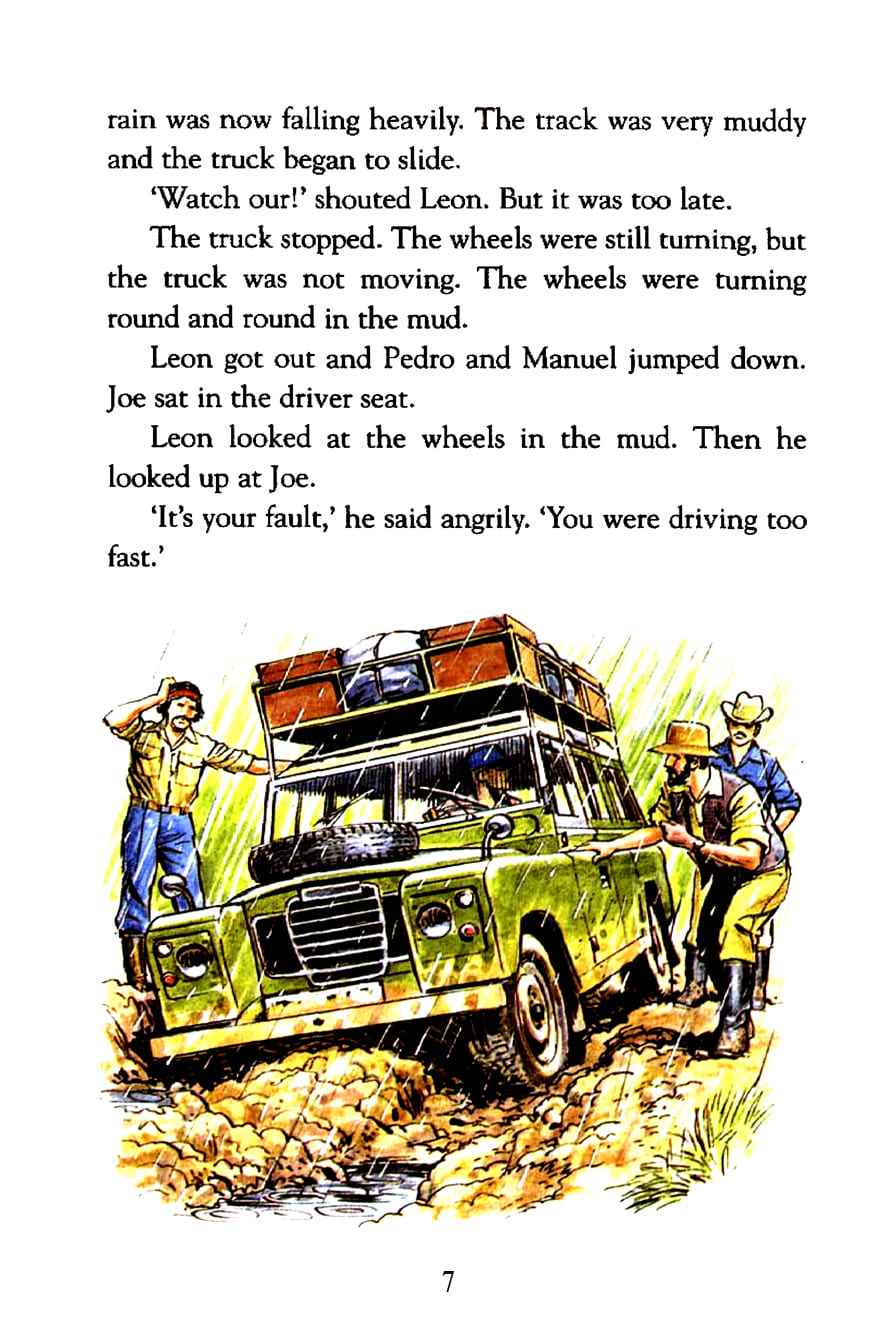 rain was now falling heavily. The track was very muddy
and the truck began to slide.
‘Watch our!’ shouted Leon. But it was too late.
The truck stopped. The wheels were still turning, but
the truck was not moving. The wheels were turning
round and round in the mud.
Leon got out and Pedro and Manuel jumped down.
Joe sat in the driver seat.
Leon looked at the wheels in the mud. Then he
looked up at Joe.
‘It’s your fault,’ he said angrily. ‘You were driving too
fast.’
7